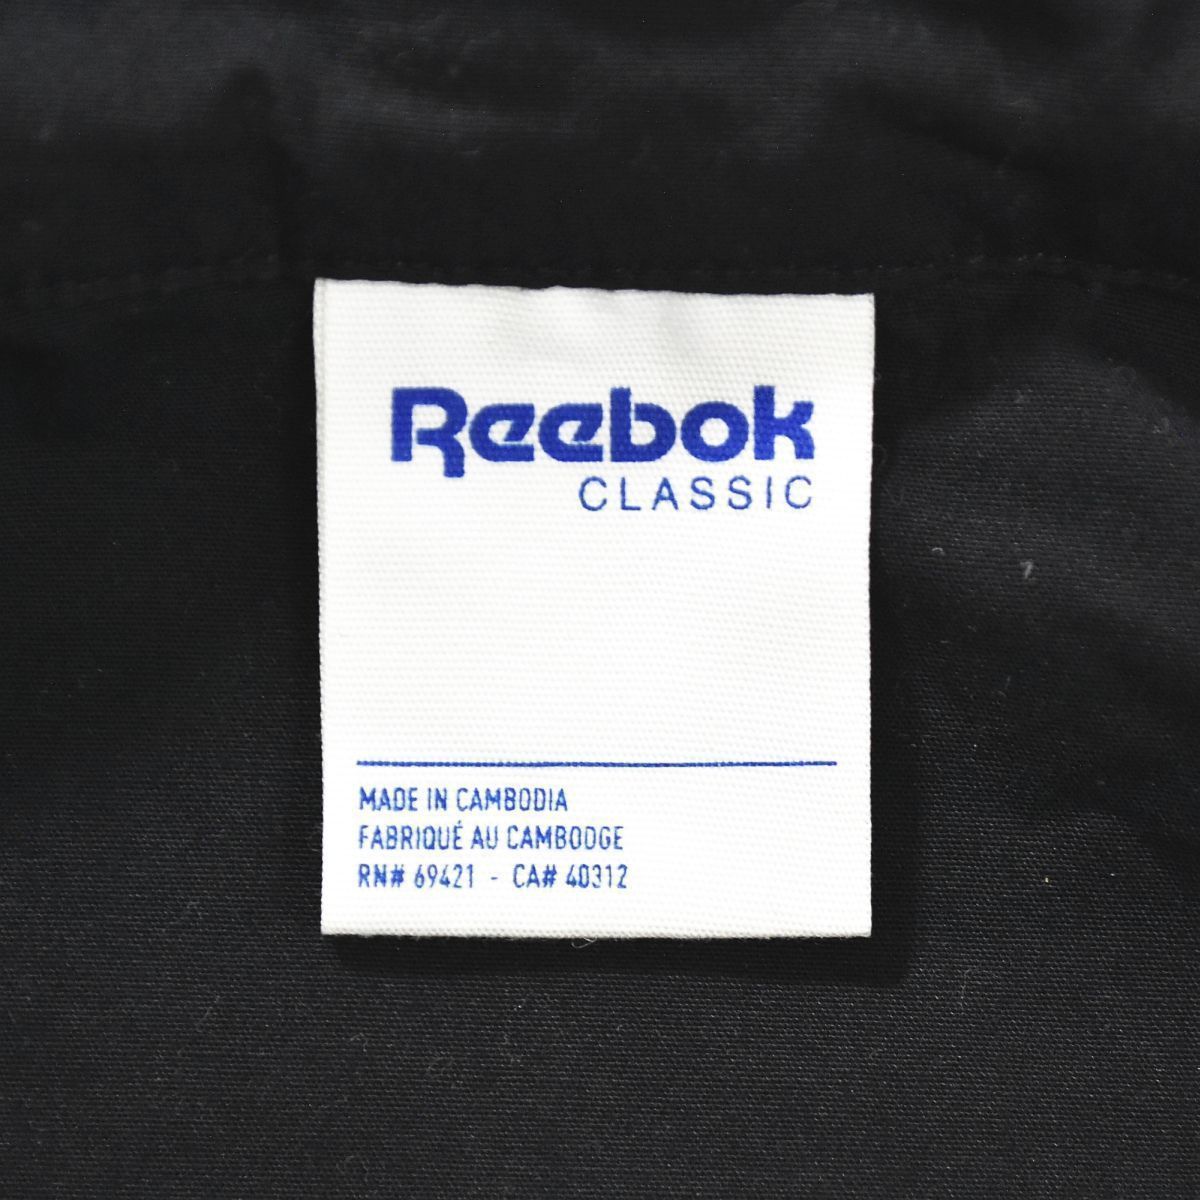 Reebok
CLASSIC
MADE IN CAMBODIA
FABRIQUÉ AU CAMBODGE
RN# 69421 - CA# 40312